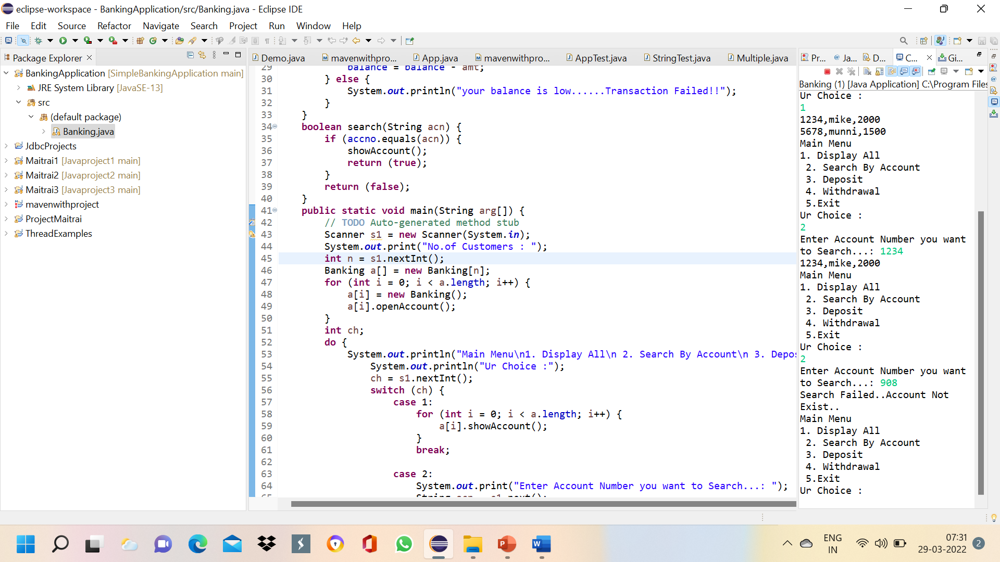 eclipse-workspace - BankingApplication/src/Banking.java - Eclipse IDE
File Edit Source Refactor Navigate Search Project Run Window Help
Package Explorer
BankingApplication [SimpleBankingApplication main]
JRE System Library [JavaSE-13]
src
(default package)
Banking.java
JdbcProjects
Maitrai1 [Javaproject1 main]
Maitrai2 [Javaproject2 main]
Maitrai3 [Javaproject3 main]
mavenwithproject
ProjectMaitrai
ThreadExamples
Demo.java mavenwithpro... App.java mavenwithpro... AppTest.java StringTest.java Multiple.java
29 balance = balance - amt;
30 } else {
31 System.out.println("your balance is low......Transaction Failed!!");
32 }
33 }
34 boolean search(String acn) {
35 if (accno.equals(acn)) {
36 showAccount();
37 return (true);
38 }
39 return (false);
40 }
41 public static void main(String arg[]) {
42 // TODO Auto-generated method stub
43 Scanner s1 = new Scanner(System.in);
44 System.out.print("No.of Customers : ");
45 int n = s1.nextInt();
46 Banking a[] = new Banking[n];
47 for (int i = 0; i < a.length; i++) {
48 a[i] = new Banking();
49 a[i].openAccount();
50 }
51 int ch;
52 do {
53 System.out.println("Main Menu\n1. Display All\n 2. Search By Account\n 3. Depos
54 System.out.println("Ur Choice :");
55 ch = s1.nextInt();
56 switch (ch) {
57 case 1:
58 for (int i = 0; i < a.length; i++) {
59 a[i].showAccount();
60 }
61 break;
62
63 case 2:
64 System.out.print("Enter Account Number you want to Search...: ");
Pr... Ja... D... C... Gi...
Banking (1) [Java Application] C:\Program Files
Ur Choice :
1
1234,mike,2000
5678,munni,1500
Main Menu
1. Display All
2. Search By Account
3. Deposit
4. Withdrawal
5.Exit
Ur Choice :
2
Enter Account Number you want
to Search...: 1234
1234,mike,2000
Main Menu
1. Display All
2. Search By Account
3. Deposit
4. Withdrawal
5.Exit
Ur Choice :
2
Enter Account Number you want
to Search...: 908
Search Failed..Account Not
Exist..
Main Menu
1. Display All
2. Search By Account
3. Deposit
4. Withdrawal
5.Exit
Ur Choice :
ENG
IN
07:31
29-03-2022
2